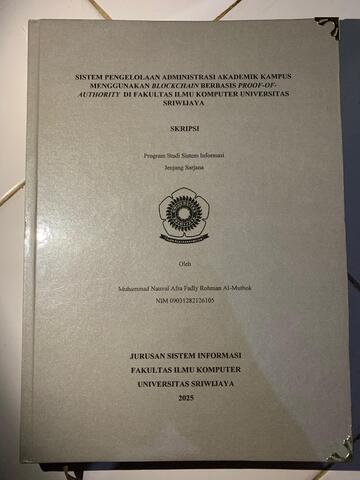 SISTEM PENGELOLAAN ADMINISTRASI AKADEMIK KAMPUS
MENGGUNAKAN BLOCKCHAIN BERBASIS PROOF-OF-
AUTHORITY DI FAKULTAS ILMU KOMPUTER UNIVERSITAS
SRIWIJAYA
SKRIPSI
Program Studi Sistem Informasi
Jenjang Sarjana
Oleh
Muhammad Nauval Afra Fadly Rohman Al-Muthok
NIM 09031282126105
JURUSAN SISTEM INFORMASI
FAKULTAS ILMU KOMPUTER
UNIVERSITAS SRIWIJAYA
2025